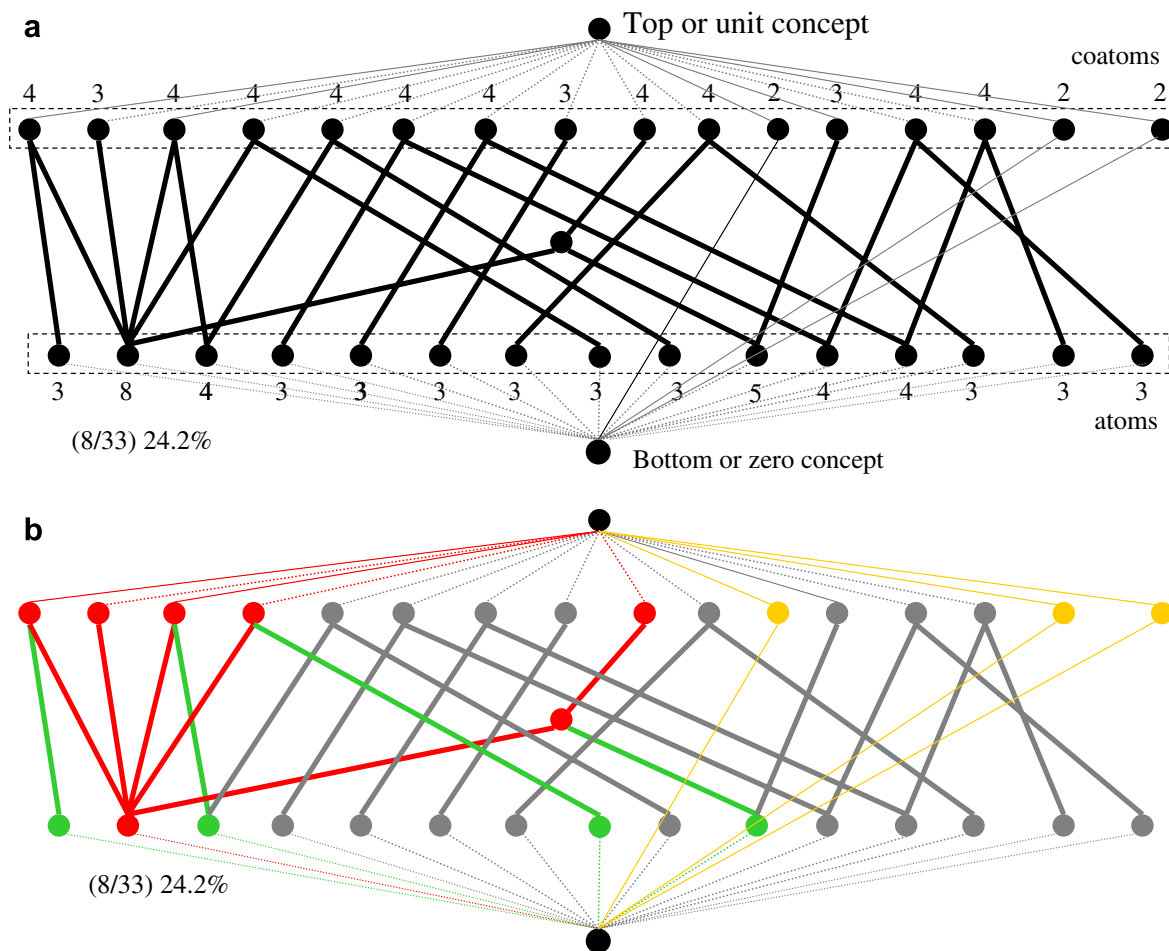 a
Top or unit concept
coatoms
4 3 4 4 4 4 4 3 4 4 2 3 4 4 2 2
3 8 4 3 3 3 3 3 3 5 4 4 3 3 3
atoms
(8/33) 24.2%
Bottom or zero concept
b
(8/33) 24.2%